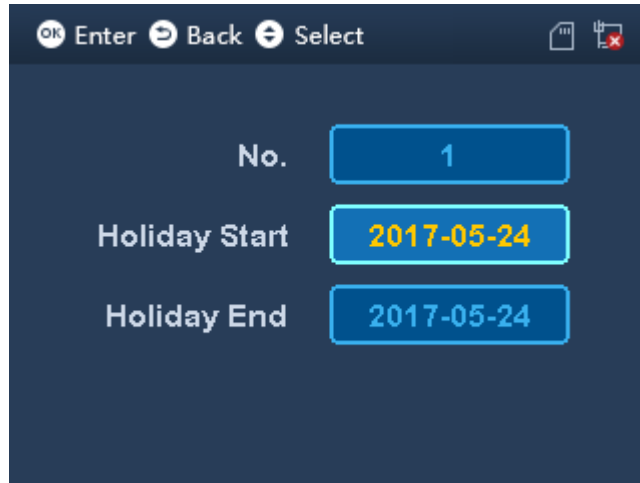 OK Enter Back Select
No. 1
Holiday Start 2017-05-24
Holiday End 2017-05-24